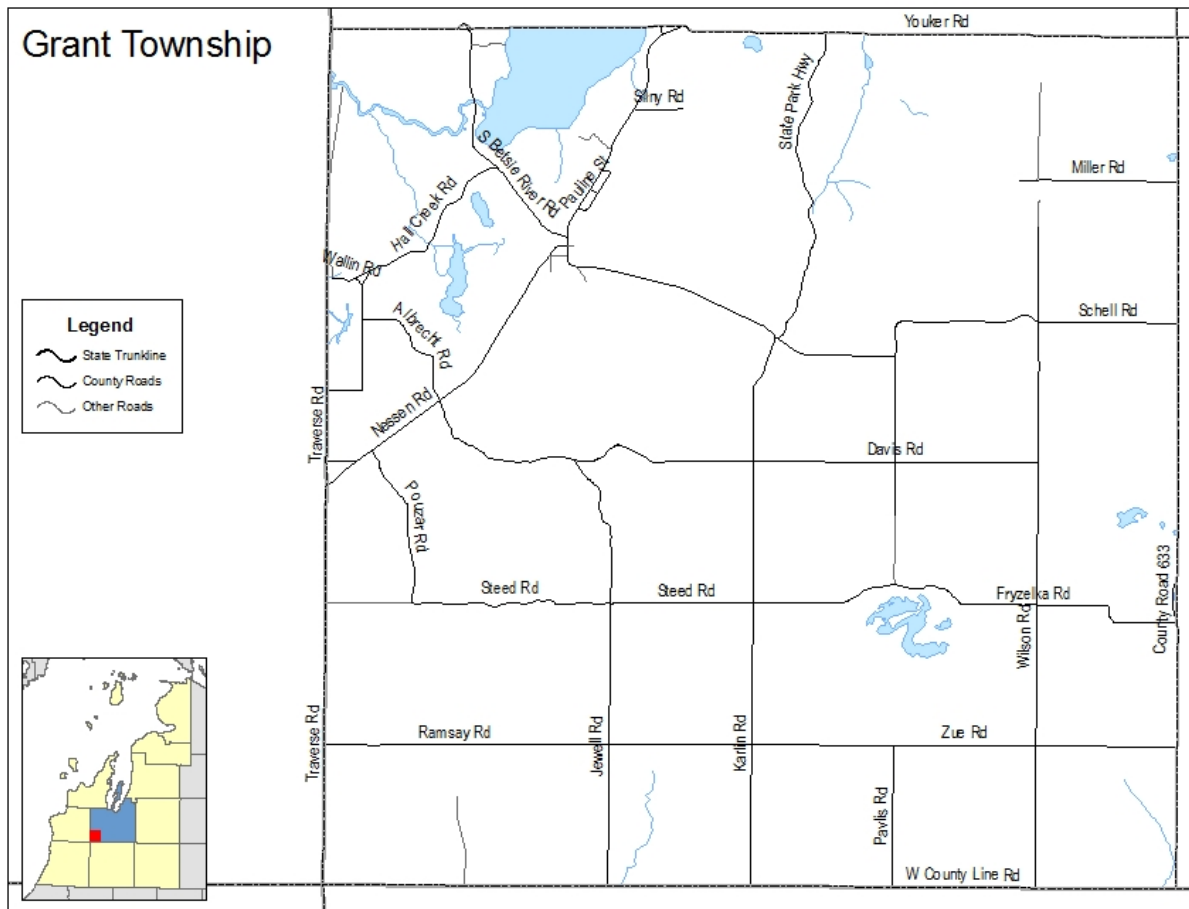 Grant Township
Youker Rd
State Park Hwy
Silny Rd
S Betsie River Rd
Pauline St
Miller Rd
Hall Creek Rd
Wallin Rd
Albrecht Rd
Schell Rd
Legend
State Trunkline
County Roads
Other Roads
Traverse Rd
Nessen Rd
Davis Rd
Pouzar Rd
Steed Rd
Steed Rd
Fryzelka Rd
Wilson Rd
County Road 633
Traverse Rd
Ramsay Rd
Jewell Rd
Karlin Rd
Zue Rd
Pavlis Rd
W County Line Rd